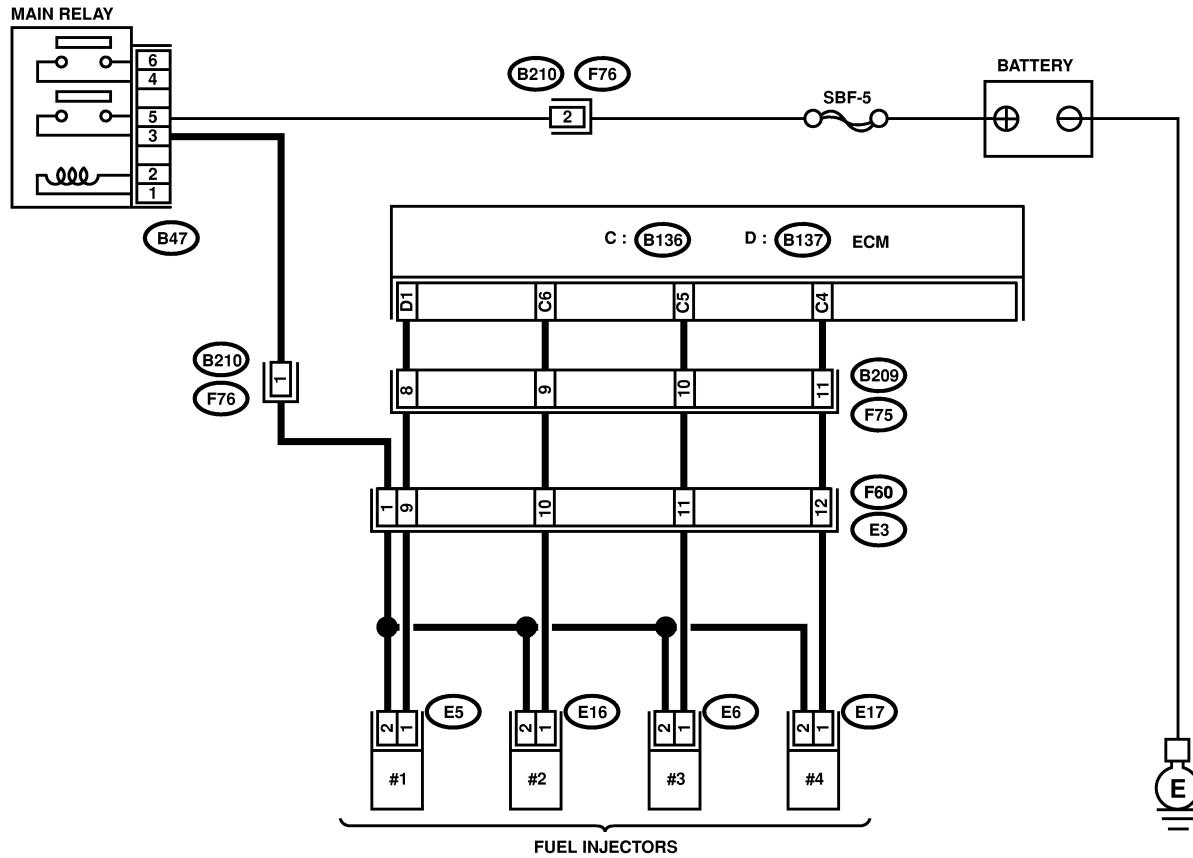 MAIN RELAY
6
4
5
3
2
1
B47
B210 F76
2
SBF-5
BATTERY
C : B136 D : B137 ECM
D1 C6 C5 C4
B210
F76
1
8 9 10 11
B209
F75
1 9 10 11 12
F60
E3
2 1 E5
2 1 E16
2 1 E6
2 1 E17
#1 #2 #3 #4
E
FUEL INJECTORS